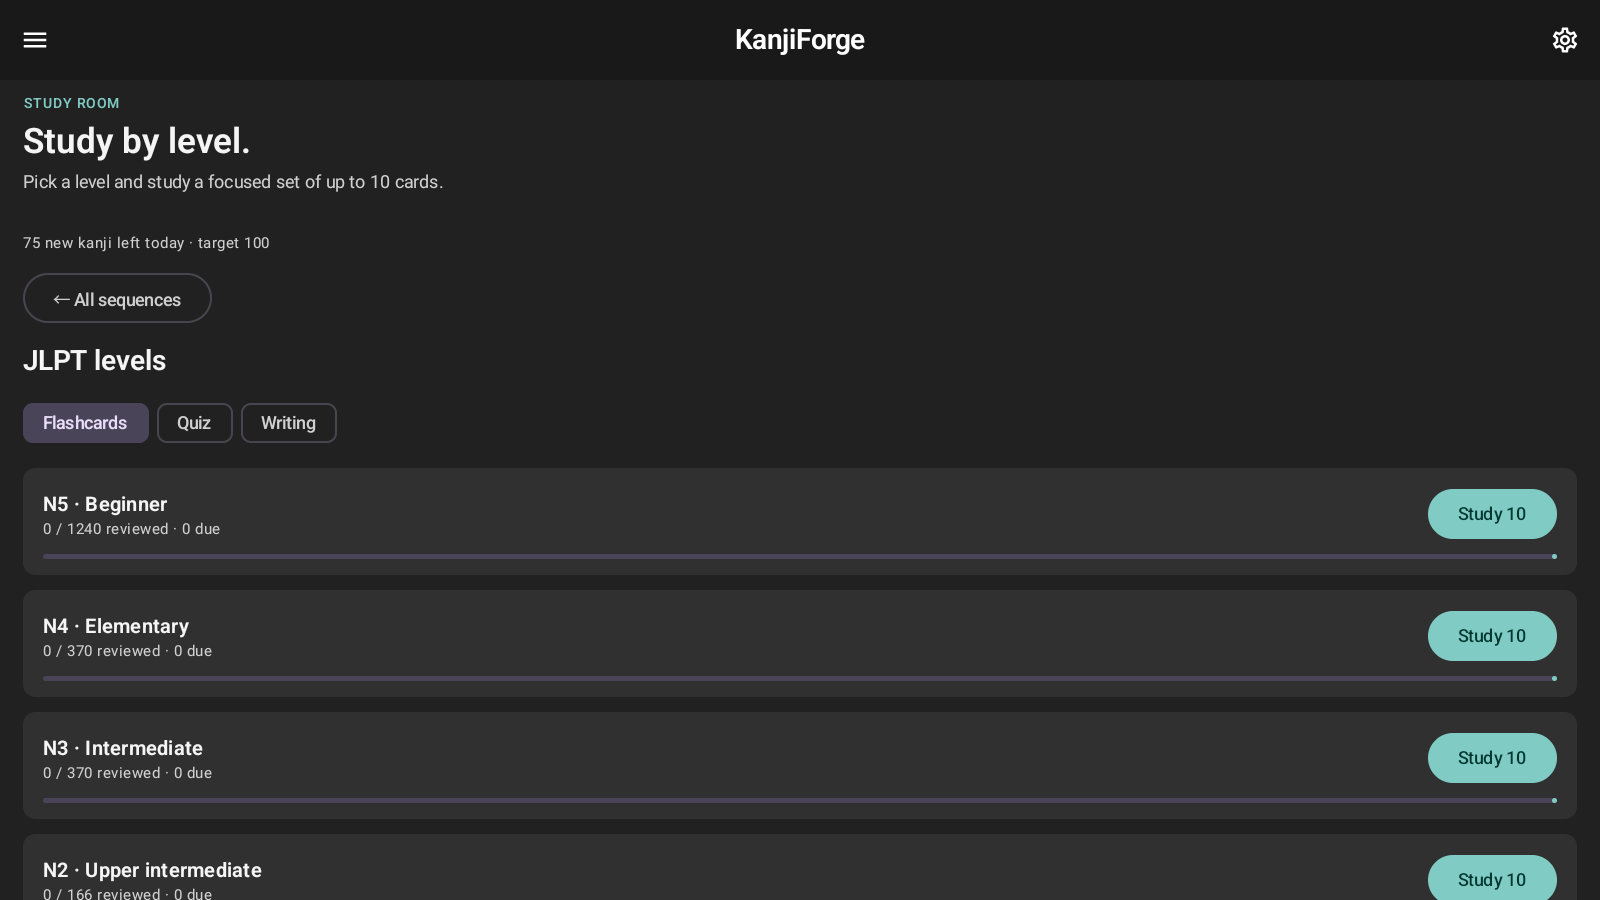 KanjiForge
STUDY ROOM
Study by level.
Pick a level and study a focused set of up to 10 cards.
75 new kanji left today · target 100
← All sequences
JLPT levels
Flashcards
Quiz
Writing
N5 · Beginner
0 / 1240 reviewed · 0 due
Study 10
N4 · Elementary
0 / 370 reviewed · 0 due
Study 10
N3 · Intermediate
0 / 370 reviewed · 0 due
Study 10
N2 · Upper intermediate
0 / 166 reviewed · 0 due
Study 10